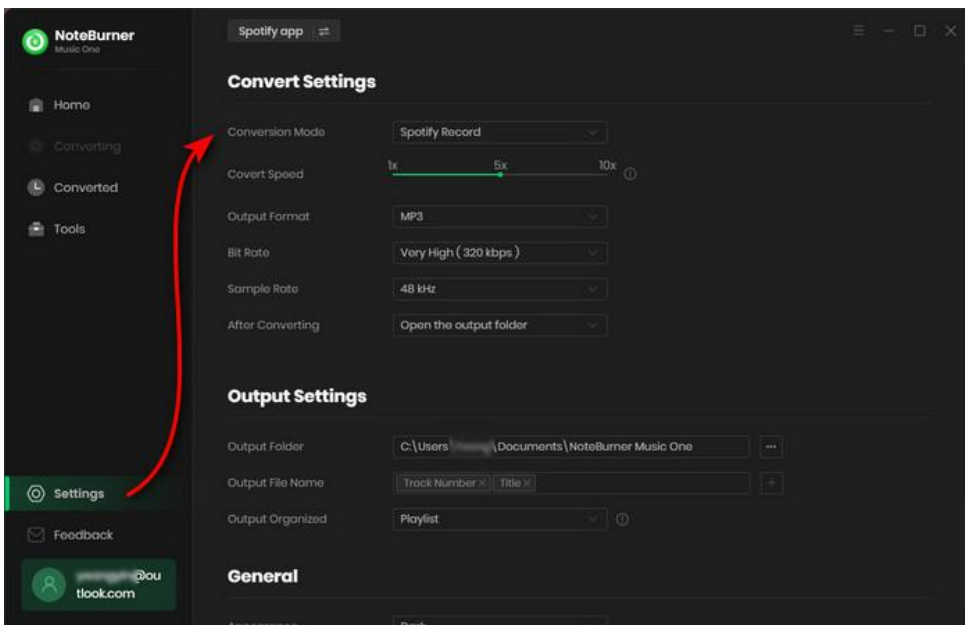 NoteBurner
Music One
Spotify app
Home
Converting
Converted
Tools
Settings
Feedback
@ou
tlook.com
Convert Settings
Conversion Mode
Spotify Record
Covert Speed
1x 5x 10x
Output Format
MP3
Bit Rate
Very High ( 320 kbps )
Sample Rate
48 kHz
After Converting
Open the output folder
Output Settings
Output Folder
C:\Users \Documents\NoteBurner Music One
...
Output File Name
Track Number× Title×
+
Output Organized
Playlist
General
Appearance
Dark